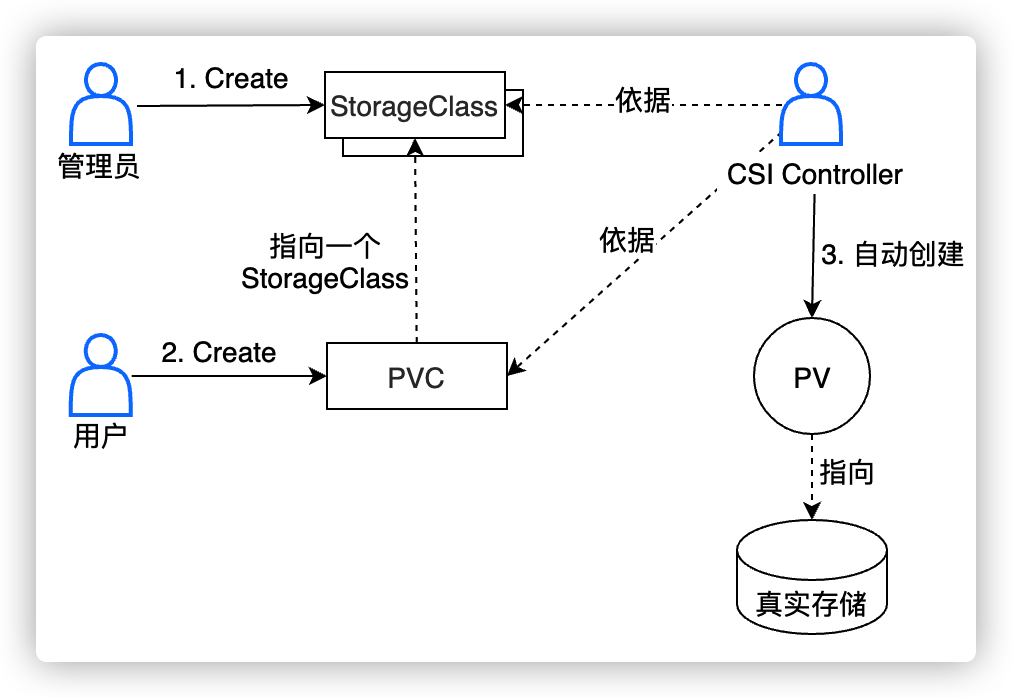 1. Create
StorageClass
依据
管理员
CSI Controller
指向一个
StorageClass
依据
3. 自动创建
2. Create
PVC
PV
用户
指向
真实存储